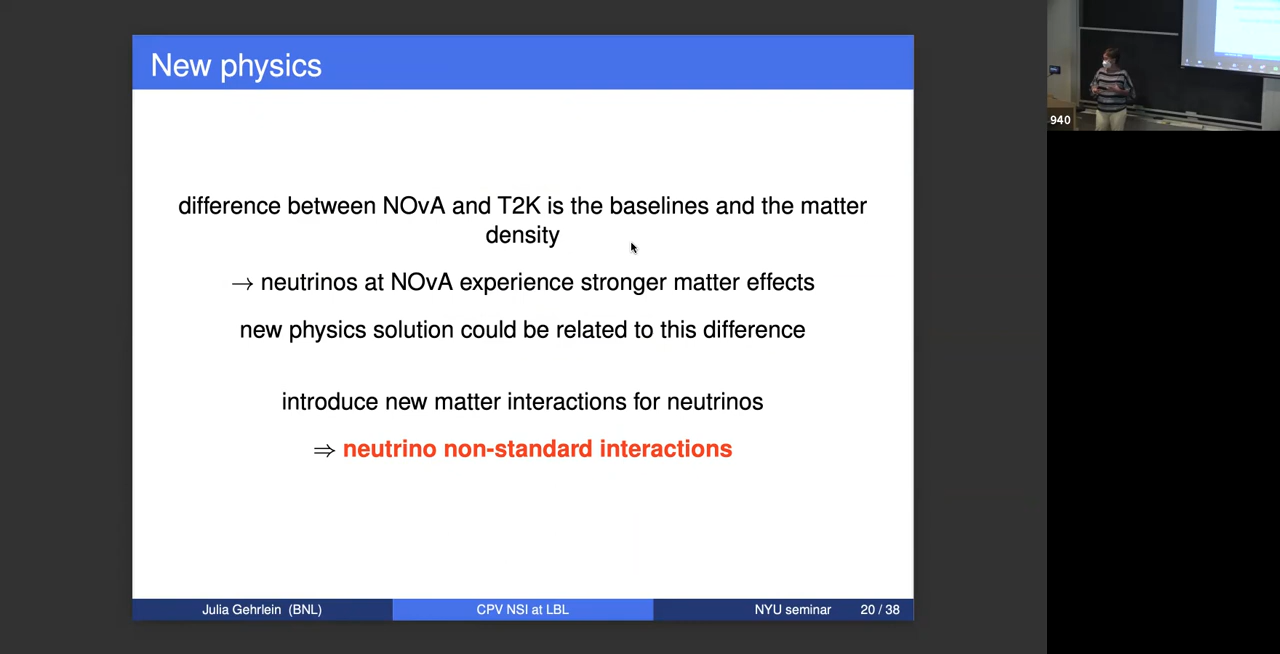 New physics
difference between NOvA and T2K is the baselines and the matter
density
→ neutrinos at NOvA experience stronger matter effects
new physics solution could be related to this difference
introduce new matter interactions for neutrinos
⇒ neutrino non-standard interactions
Julia Gehrlein (BNL) CPV NSI at LBL NYU seminar 20 / 38
940